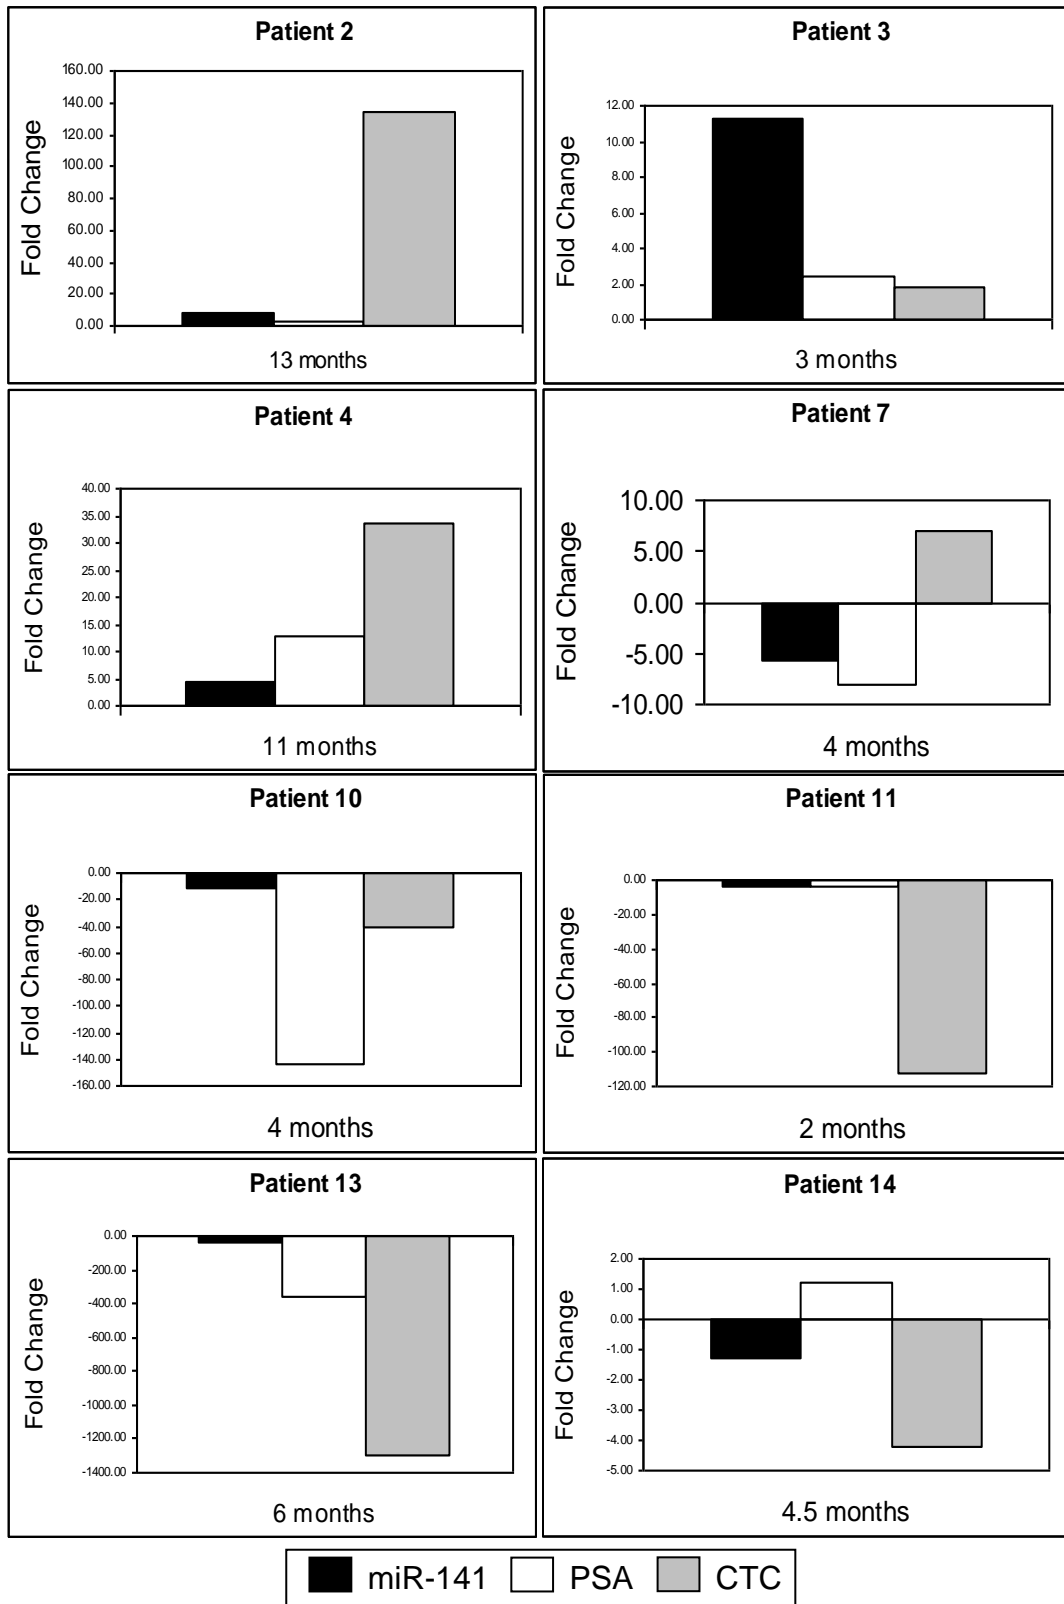 Patient 2
Fold Change
160.00
140.00
120.00
100.00
80.00
60.00
40.00
20.00
0.00
13 months
Patient 3
Fold Change
12.00
10.00
8.00
6.00
4.00
2.00
0.00
3 months
Patient 4
Fold Change
40.00
35.00
30.00
25.00
20.00
15.00
10.00
5.00
0.00
11 months
Patient 7
Fold Change
10.00
5.00
0.00
-5.00
-10.00
4 months
Patient 10
Fold Change
0.00
-20.00
-40.00
-60.00
-80.00
-100.00
-120.00
-140.00
-160.00
4 months
Patient 11
Fold Change
0.00
-20.00
-40.00
-60.00
-80.00
-100.00
-120.00
2 months
Patient 13
Fold Change
0.00
-200.00
-400.00
-600.00
-800.00
-1000.00
-1200.00
-1400.00
6 months
Patient 14
Fold Change
2.00
1.00
0.00
-1.00
-2.00
-3.00
-4.00
-5.00
4.5 months
miR-141 PSA CTC